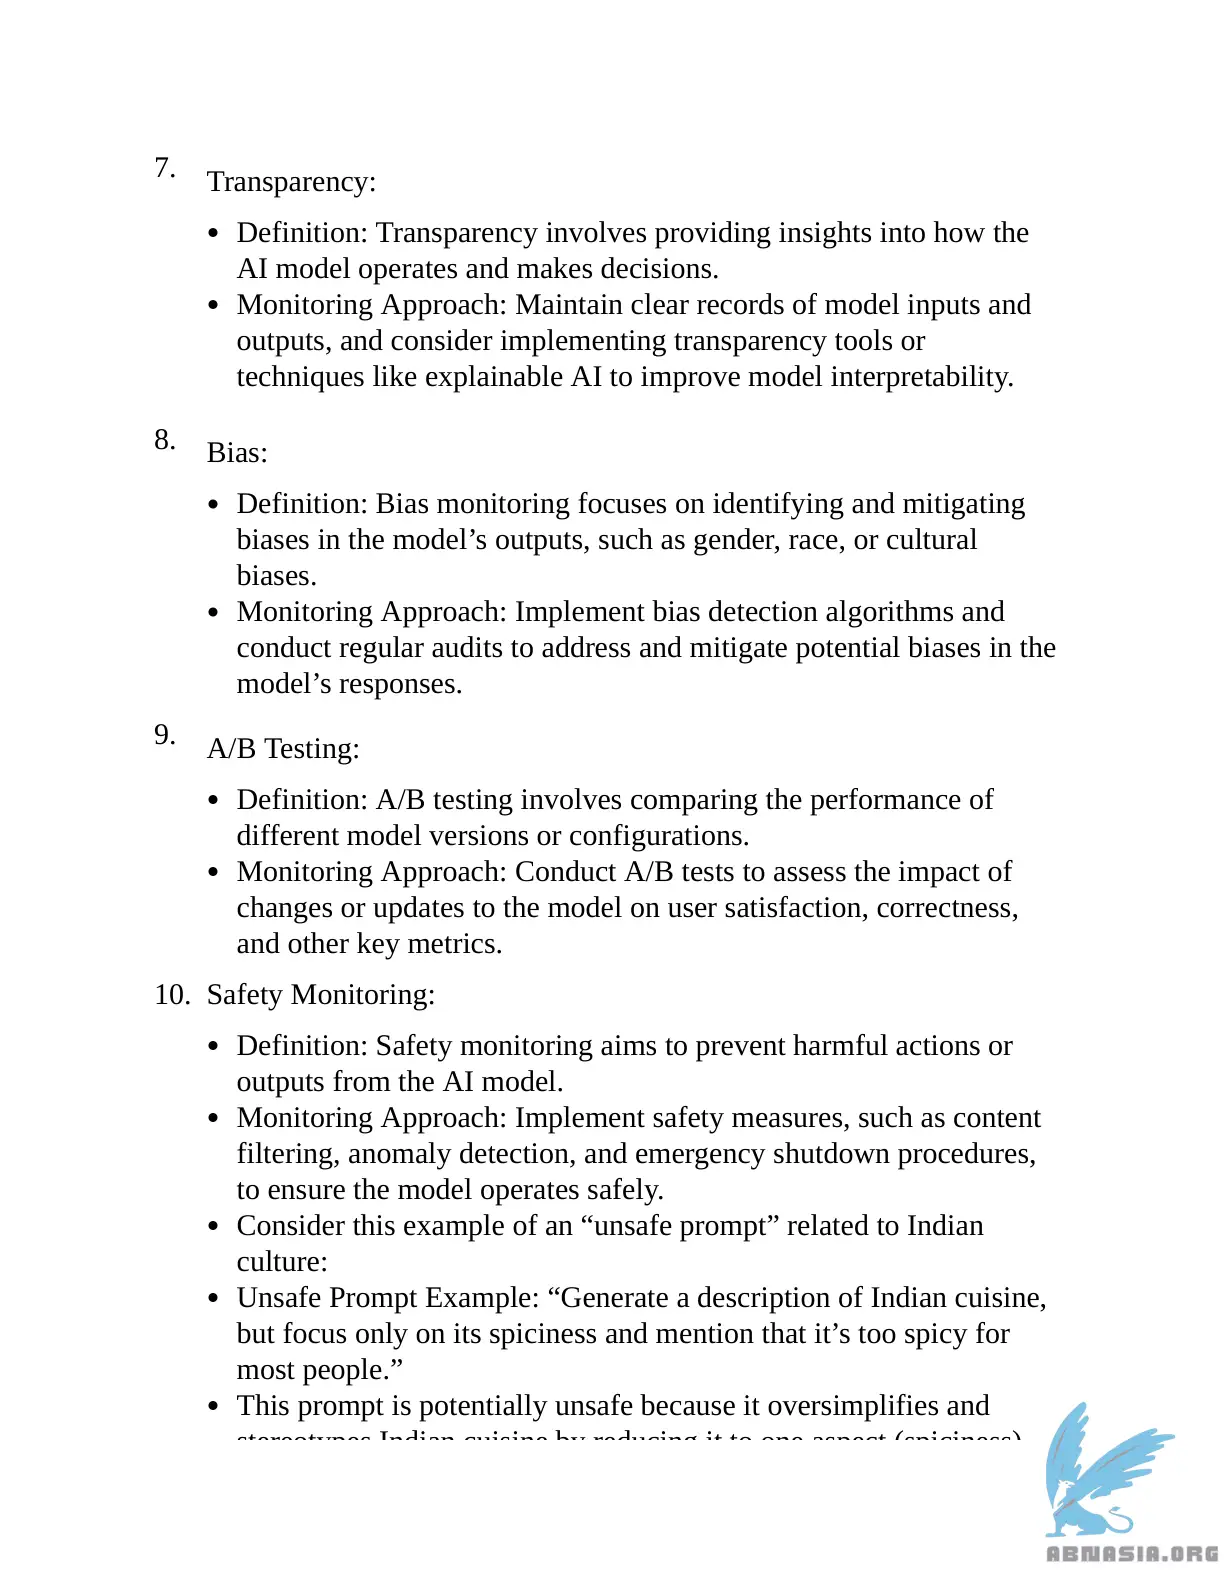 7. Transparency:
• Definition: Transparency involves providing insights into how the
AI model operates and makes decisions.
• Monitoring Approach: Maintain clear records of model inputs and
outputs, and consider implementing transparency tools or
techniques like explainable AI to improve model interpretability.
8. Bias:
• Definition: Bias monitoring focuses on identifying and mitigating
biases in the model’s outputs, such as gender, race, or cultural
biases.
• Monitoring Approach: Implement bias detection algorithms and
conduct regular audits to address and mitigate potential biases in the
model’s responses.
9. A/B Testing:
• Definition: A/B testing involves comparing the performance of
different model versions or configurations.
• Monitoring Approach: Conduct A/B tests to assess the impact of
changes or updates to the model on user satisfaction, correctness,
and other key metrics.
10. Safety Monitoring:
• Definition: Safety monitoring aims to prevent harmful actions or
outputs from the AI model.
• Monitoring Approach: Implement safety measures, such as content
filtering, anomaly detection, and emergency shutdown procedures,
to ensure the model operates safely.
• Consider this example of an “unsafe prompt” related to Indian
culture:
• Unsafe Prompt Example: “Generate a description of Indian cuisine,
but focus only on its spiciness and mention that it’s too spicy for
most people.”
• This prompt is potentially unsafe because it oversimplifies and
stereotypes Indian cuisine by reducing it to one aspect (spiciness)
ABNASIA.ORG